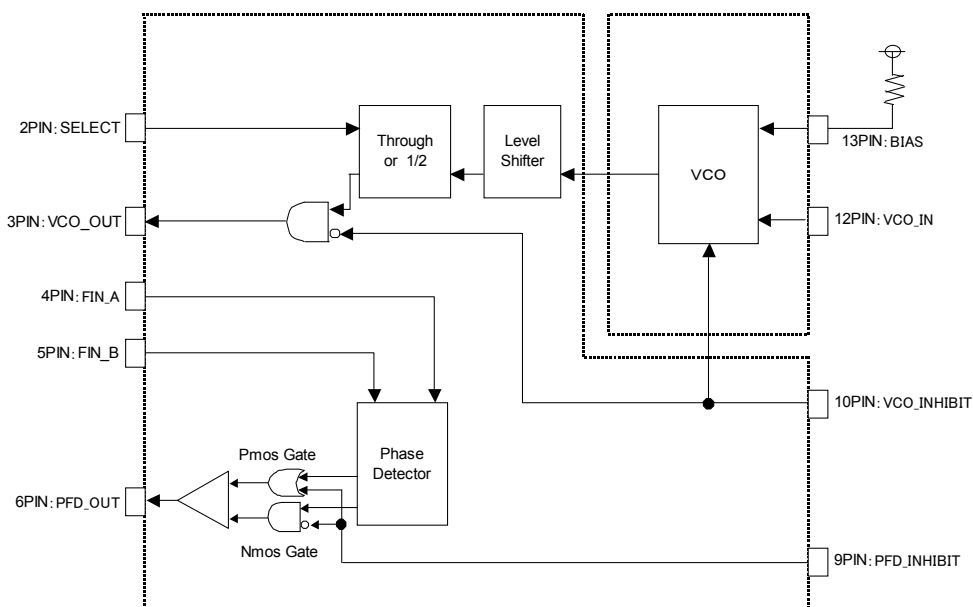 2PIN: SELECT
Through
or 1/2
Level
Shifter
VCO
13PIN: BIAS
3PIN: VCO_OUT
12PIN: VCO_IN
4PIN: FIN_A
5PIN: FIN_B
10PIN: VCO_INHIBIT
Phase
Detector
Pmos Gate
6PIN: PFD_OUT
Nmos Gate
9PIN: PFD_INHIBIT